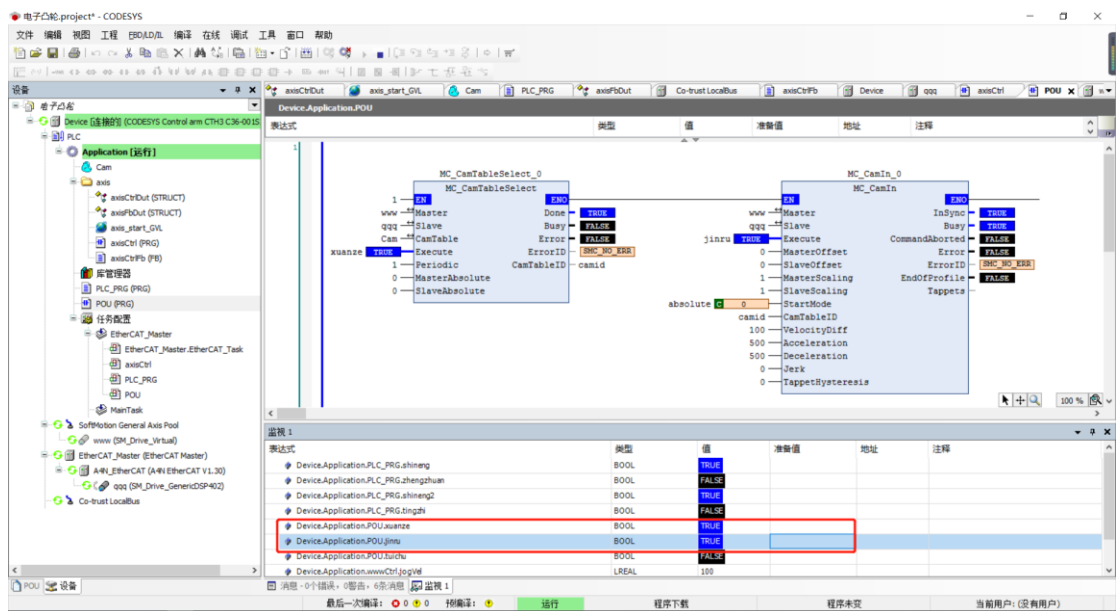 电子凸轮.project* - CODESYS
文件 编辑 视图 工程 FBD/LD/IL 编译 在线 调试 工具 窗口 帮助
设备
axisCtrlDut axis_start_GVL Cam PLC_PRG axisFbDut Co-trust LocalBus axisCtrlFb Device qqq axisCtrl POU
电子凸轮
Device.Application.POU
Device [连接的] (CODESYS Control arm CTH3 C36-001S
表达式 类型 值 准备值 地址 注释
PLC
Application [运行]
Cam
axis
axisCtrlDut (STRUCT)
axisFbDut (STRUCT)
axis_start_GVL
axisCtrl (PRG)
axisCtrlFb (FB)
库管理器
PLC_PRG (PRG)
POU (PRG)
任务配置
EtherCAT_Master
EtherCAT_Master.EtherCAT_Task
axisCtrl
PLC_PRG
POU
MainTask
SoftMotion General Axis Pool
www (SM_Drive_Virtual)
EtherCAT_Master (EtherCAT Master)
A4N_EtherCAT (A4N EtherCAT V1.30)
qqq (SM_Drive_GenericDSP402)
Co-trust LocalBus
1
MC_CamTableSelect_0
MC_CamTableSelect
1 EN ENO
www Master Done TRUE
qqq Slave Busy FALSE
Cam CamTable Error FALSE
xuanze TRUE Execute ErrorID SMC_NO_ERR
1 Periodic CamTableID camid
0 MasterAbsolute
0 SlaveAbsolute
MC_CamIn_0
MC_CamIn
EN ENO
www Master InSync TRUE
qqq Slave Busy TRUE
jinru TRUE Execute CommandAborted FALSE
0 MasterOffset Error FALSE
0 SlaveOffset ErrorID SMC_NO_ERR
1 MasterScaling EndOfProfile FALSE
1 SlaveScaling Tappets
absolute C 0 StartMode
camid CamTableID
100 VelocityDiff
500 Acceleration
500 Deceleration
0 Jerk
0 TappetHysteresis
100 %
监视 1
表达式 类型 值 准备值 地址 注释
Device.Application.PLC_PRG.shineng BOOL TRUE
Device.Application.PLC_PRG.zhengzhuan BOOL FALSE
Device.Application.PLC_PRG.shineng2 BOOL TRUE
Device.Application.PLC_PRG.tingzhi BOOL FALSE
Device.Application.POU.xuanze BOOL TRUE
Device.Application.POU.jinru BOOL TRUE
Device.Application.POU.tuichu BOOL FALSE
Device.Application.wwwCtrl.jogVel LREAL 100
POU 设备
消息 - 0个错误，0警告，6条消息 监视 1
最后一次编译： 0 0 预编译： 运行 程序下载 程序未变 当前用户: (没有用户)